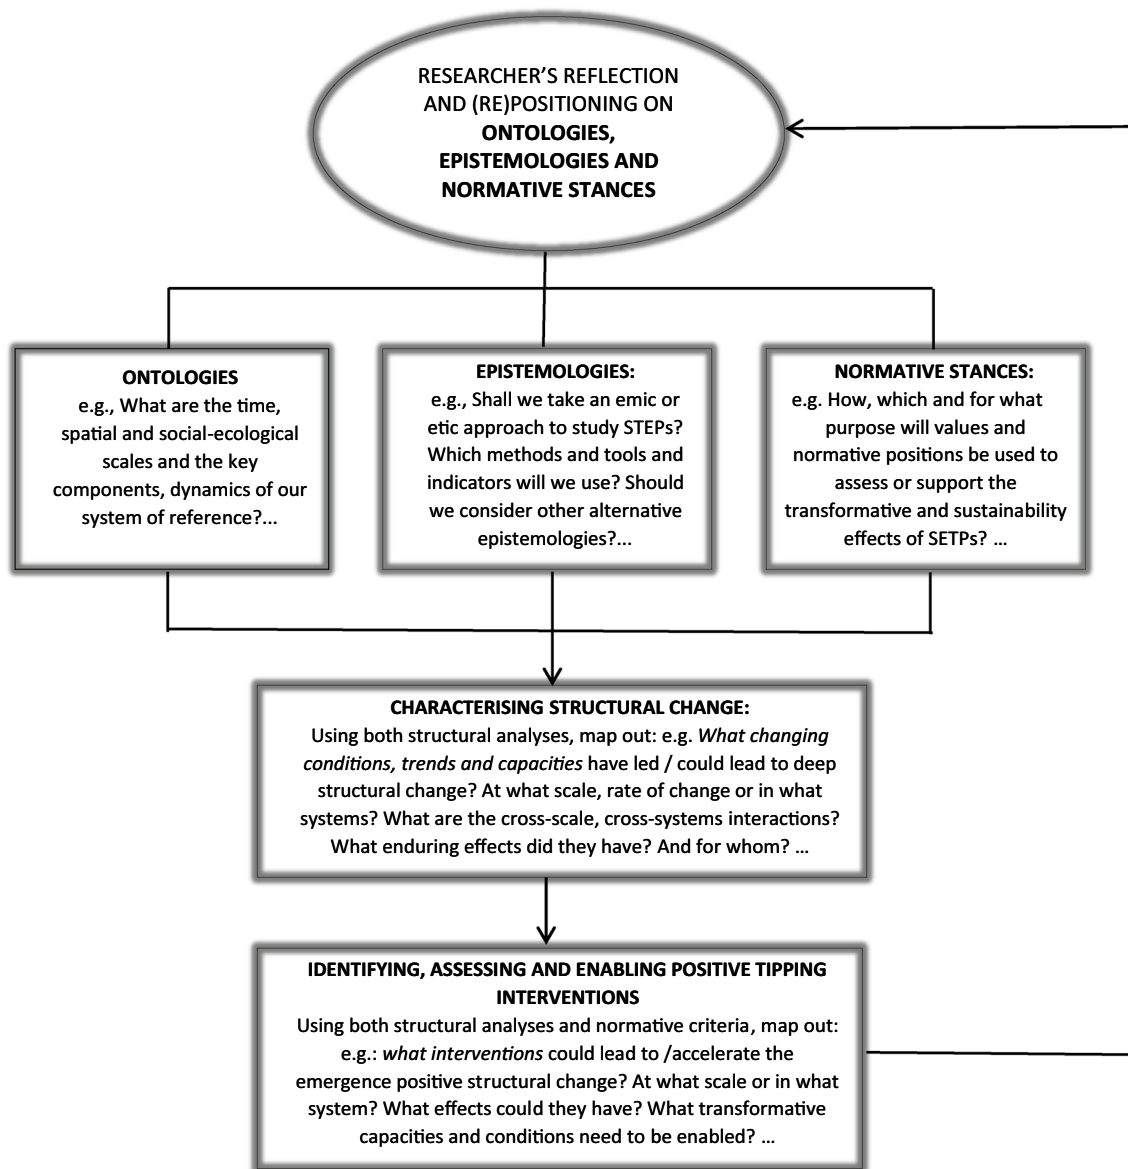 RESEARCHER’S REFLECTION
AND (RE)POSITIONING ON
ONTOLOGIES,
EPISTEMOLOGIES AND
NORMATIVE STANCES
ONTOLOGIES
e.g., What are the time,
spatial and social-ecological
scales and the key
components, dynamics of our
system of reference?...
EPISTEMOLOGIES:
e.g., Shall we take an emic or
etic approach to study STEPs?
Which methods and tools and
indicators will we use? Should
we consider other alternative
epistemologies?...
NORMATIVE STANCES:
e.g. How, which and for what
purpose will values and
normative positions be used to
assess or support the
transformative and sustainability
effects of SETPs? ...
CHARACTERISING STRUCTURAL CHANGE:
Using both structural analyses, map out: e.g. What changing
conditions, trends and capacities have led / could lead to deep
structural change? At what scale, rate of change or in what
systems? What are the cross-scale, cross-systems interactions?
What enduring effects did they have? And for whom? ...
IDENTIFYING, ASSESSING AND ENABLING POSITIVE TIPPING
INTERVENTIONS
Using both structural analyses and normative criteria, map out:
e.g.: what interventions could lead to /accelerate the
emergence positive structural change? At what scale or in what
system? What effects could they have? What transformative
capacities and conditions need to be enabled? ...